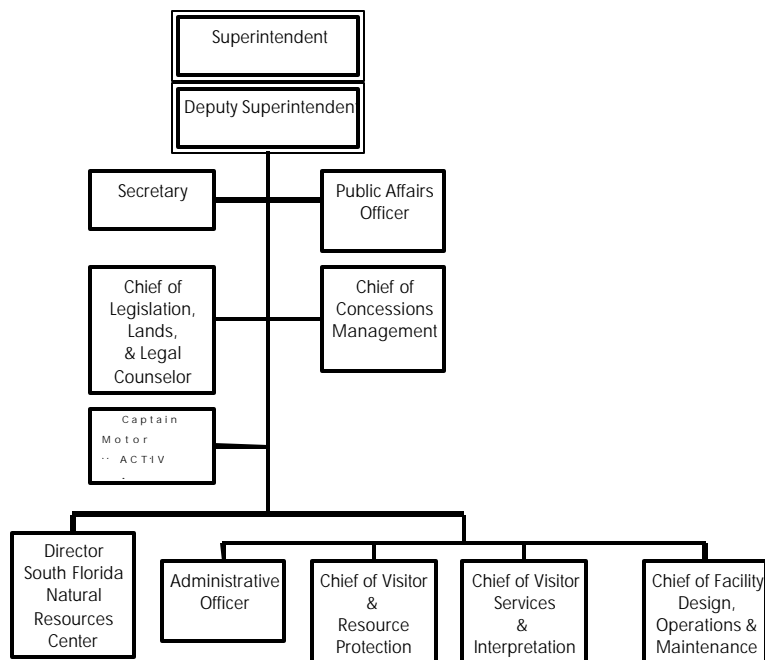 Superintendent
Deputy Superintendent
Secretary
Public Affairs
Officer
Chief of
Legislation,
Lands,
& Legal
Counselor
Chief of
Concessions
Management
Captain
Motor
Director
South Florida
Natural
Resources
Center
Administrative
Officer
Chief of Visitor
&
Resource
Protection
Chief of Visitor
Services
&
Interpretation
Chief of Facility
Design,
Operations &
Maintenance